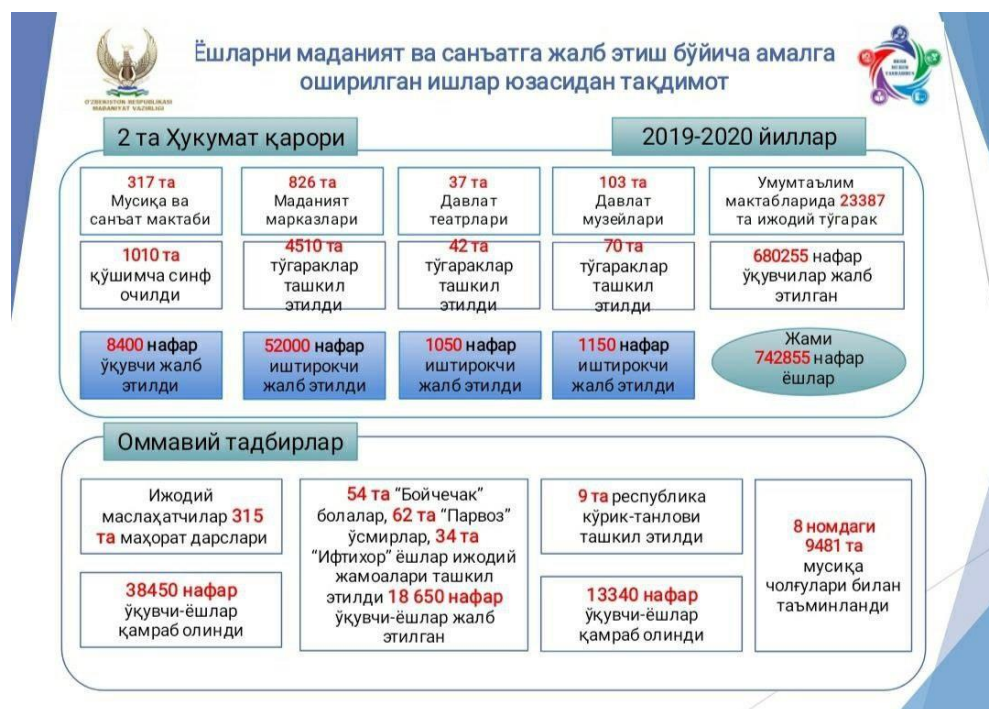 Ёшларни маданият ва санъатга жалб этиш бўйича амалга
оширилган ишлар юзасидан тақдимот
O'ZBEKISTON RESPUBLIKASI
MADANIYAT VAZIRLIGI
2 та Ҳукумат қарори
2019-2020 йиллар
317 та
Мусиқа ва
санъат мактаби
826 та
Маданият
марказлари
37 та
Давлат
театрлари
103 та
Давлат
музейлари
Умумтаълим
мактабларида 23387
та ижодий тўгарак
1010 та
қўшимча синф
очилди
4510 та
тўгараклар
ташкил
этилди
42 та
тўгараклар
ташкил
этилди
70 та
тўгараклар
ташкил
этилди
680255 нафар
ўқувчилар жалб
этилган
8400 нафар
ўқувчи жалб
этилди
52000 нафар
иштирокчи
жалб этилди
1050 нафар
иштирокчи
жалб этилди
1150 нафар
иштирокчи
жалб этилди
Жами
742855 нафар
ёшлар
Оммавий тадбирлар
Ижодий
маслаҳатчилар 315
та маҳорат дарслари
38450 нафар
ўқувчи-ёшлар
қамраб олинди
54 та "Бойчечак"
болалар, 62 та "Парвоз"
ўсмирлар, 34 та
"Ифтихор" ёшлар ижодий
жамоалари ташкил
этилди 18 650 нафар
ўқувчи-ёшлар жалб
этилган
9 та республика
кўрик-танлови
ташкил этилди
13340 нафар
ўқувчи-ёшлар
қамраб олинди
8 номдаги
9481 та
мусиқа
чолғулари билан
таъминланди